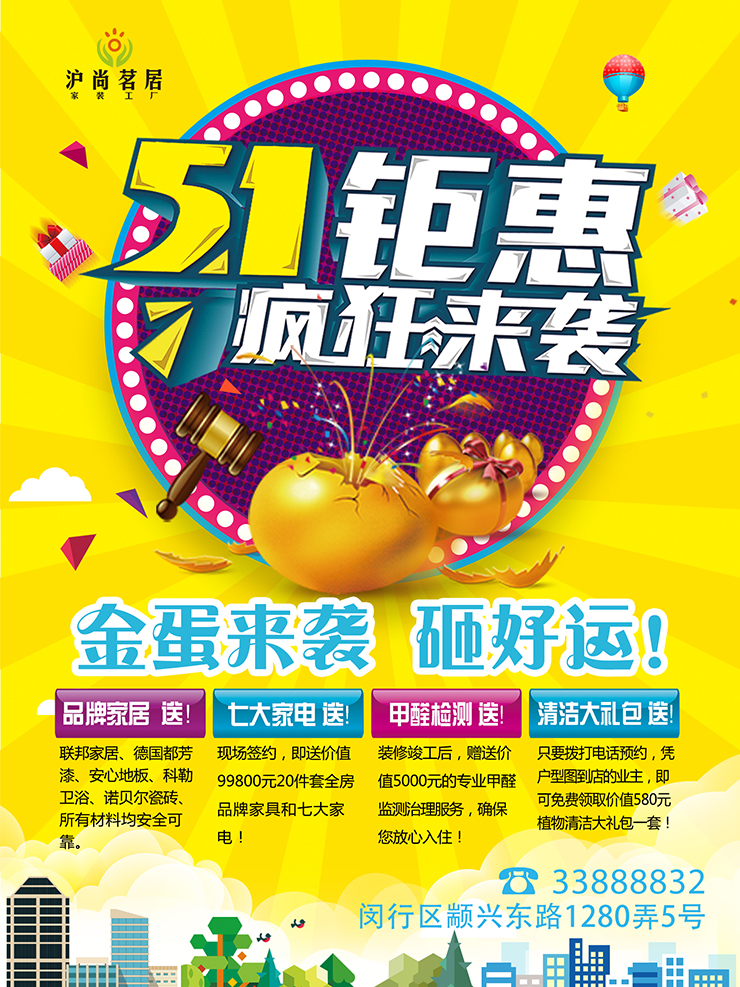 沪尚茗居
家装工厂
51钜惠
疯狂来袭
金蛋来袭 砸好运!
品牌家居 送!
联邦家居、德国都芳
漆、安心地板、科勒
卫浴、诺贝尔瓷砖、
所有材料均安全可
靠。
七大家电 送!
现场签约，即送价值
99800元20件套全房
品牌家具和七大家
电！
甲醛检测 送!
装修竣工后，赠送价
值5000元的专业甲醛
监测治理服务，确保
您放心入住！
清洁大礼包 送!
只要拨打电话预约，凭
户型图到店的业主，即
可免费领取价值580元
植物清洁大礼包一套！
33888832
闵行区颛兴东路1280弄5号